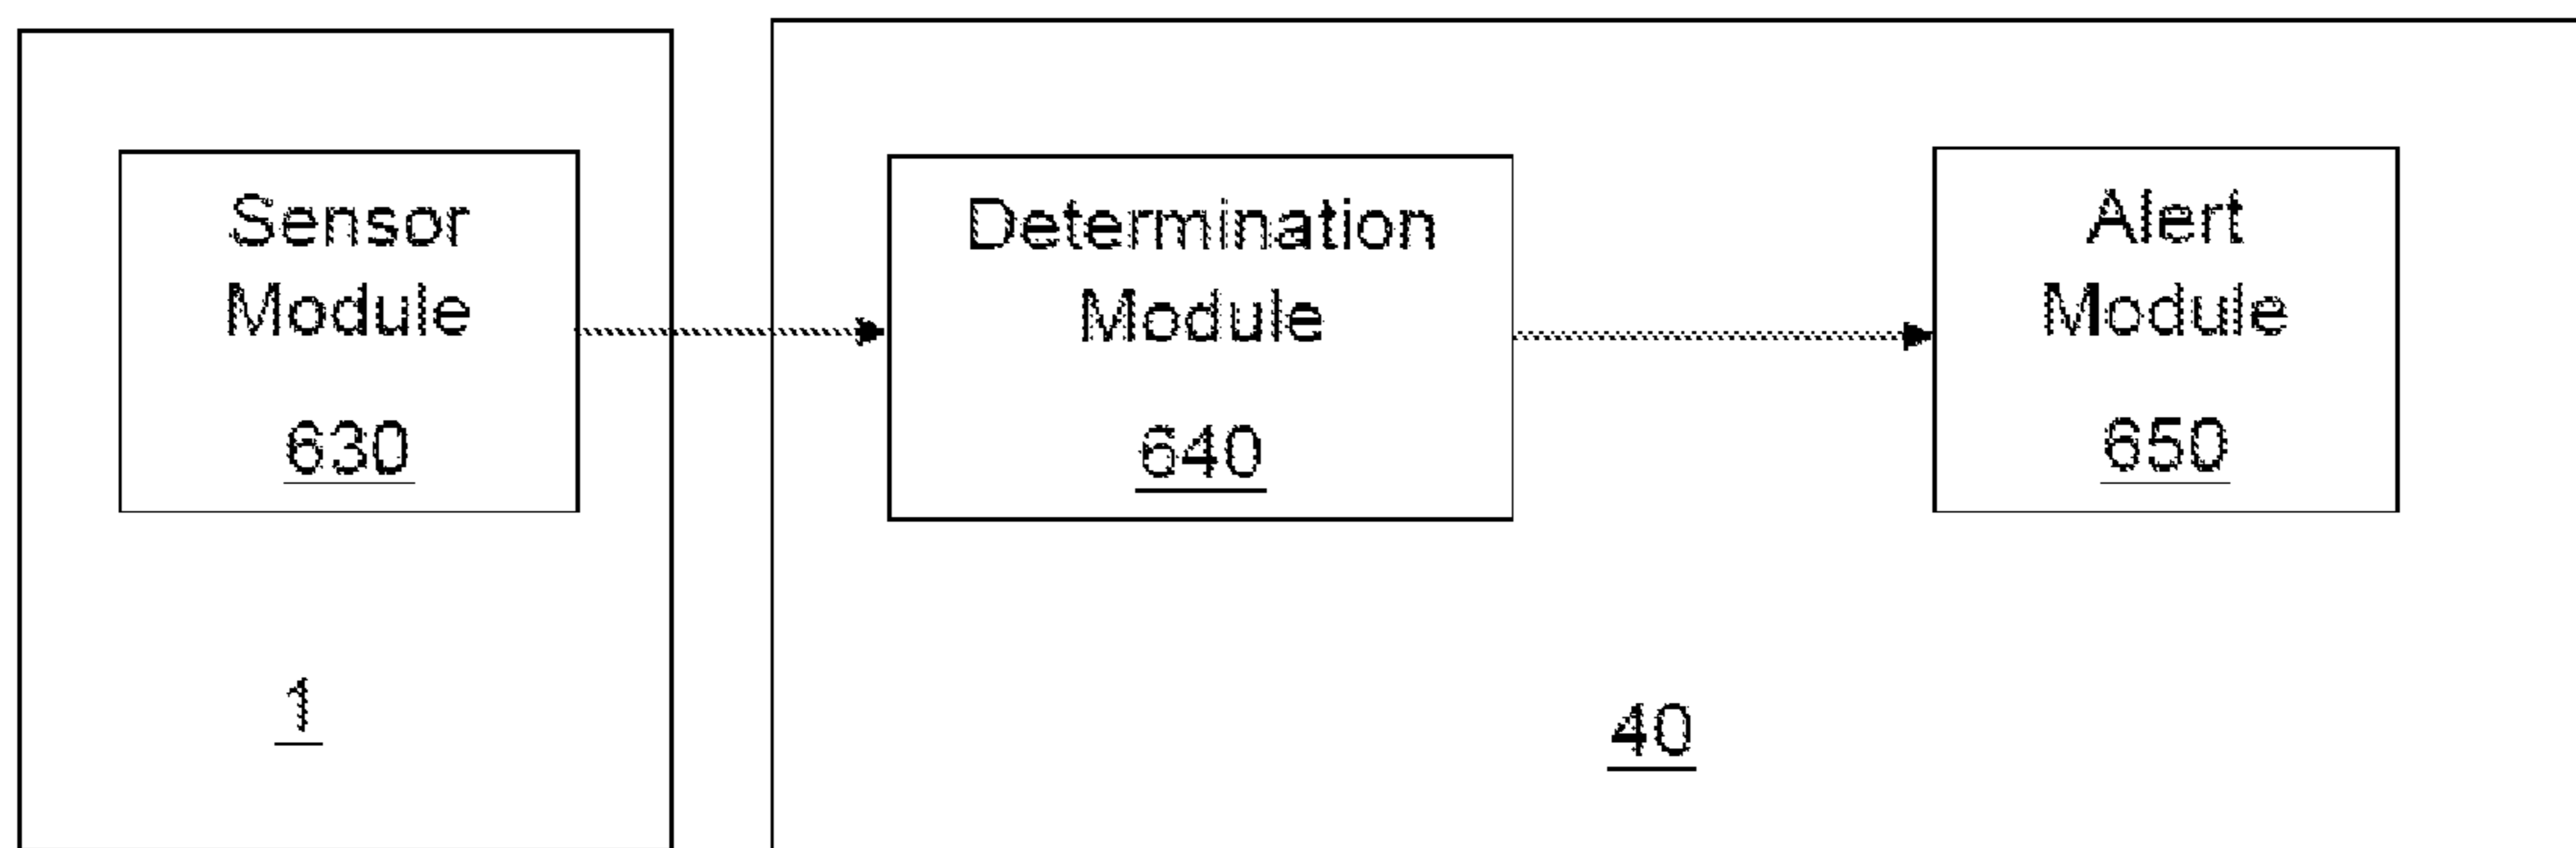 Sensor
Module
630
Determination
Module
640
Alert
Module
650
1
40